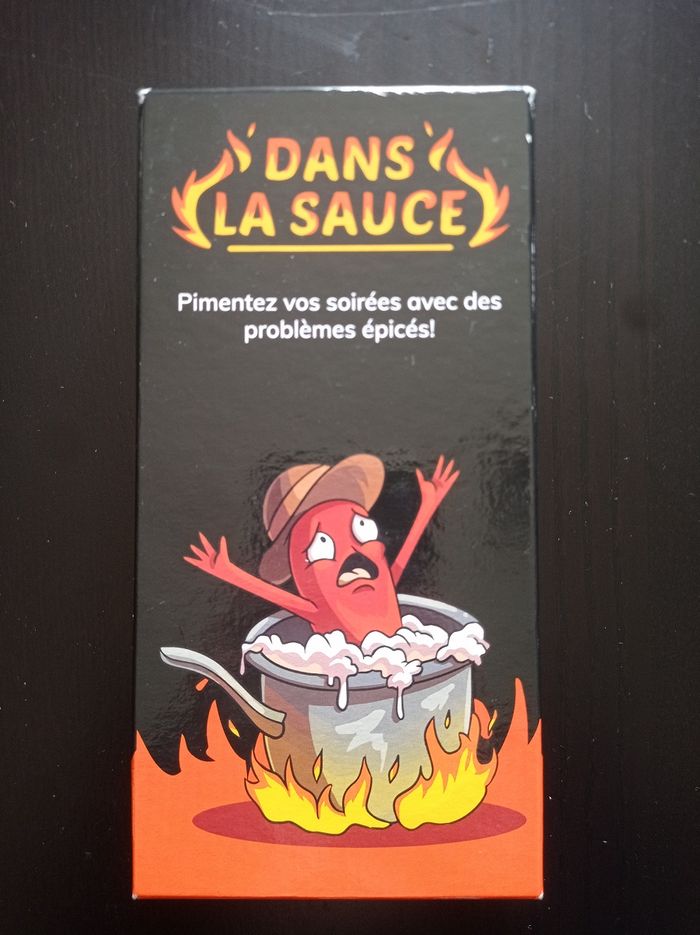 DANS
LA SAUCE
Pimentez vos soirées avec des
problèmes épicés!